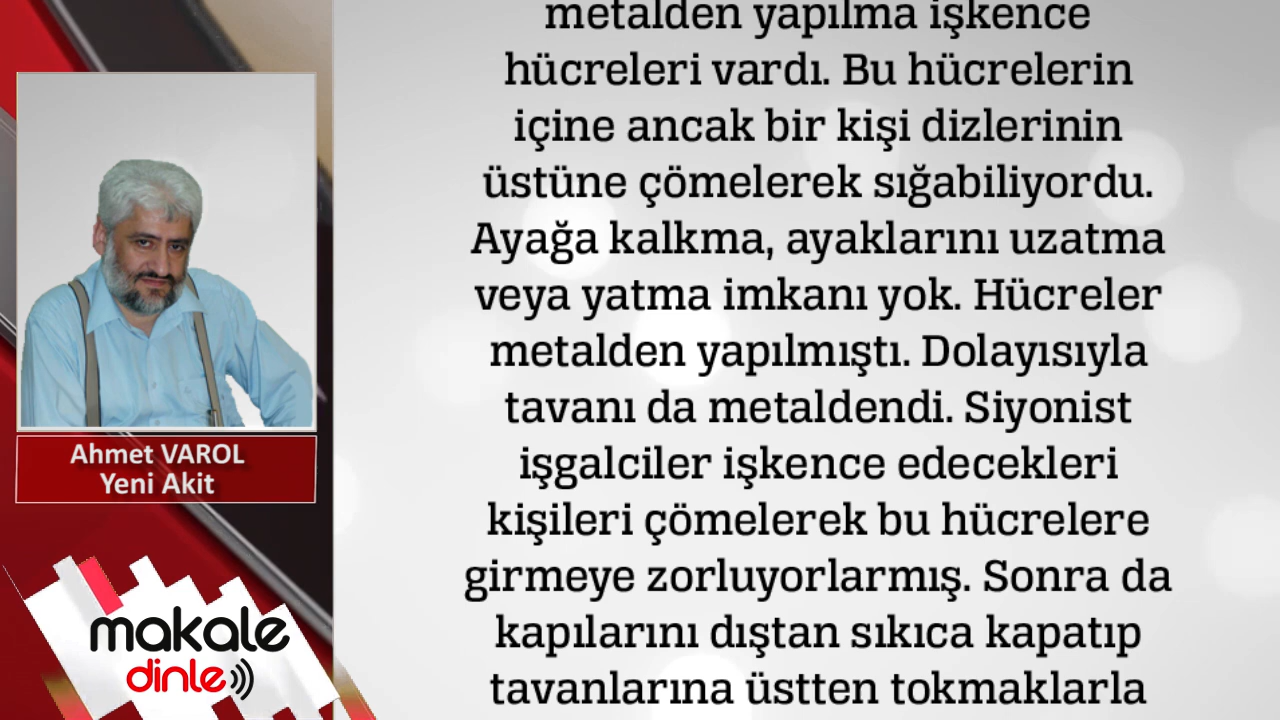 metalden yapılma işkence
hücreleri vardı. Bu hücrelerin
içine ancak bir kişi dizlerinin
üstüne çömelerek sığabiliyordu.
Ayağa kalkma, ayaklarını uzatma
veya yatma imkanı yok. Hücreler
metalden yapılmıştı. Dolayısıyla
tavanı da metaldendi. Siyonist
işgalciler işkence edecekleri
kişileri çömelerek bu hücrelere
girmeye zorluyorlarmış. Sonra da
kapılarını dıştan sıkıca kapatıp
tavanlarına üstten tokmaklarla
Ahmet VAROL
Yeni Akit
makale
dinle